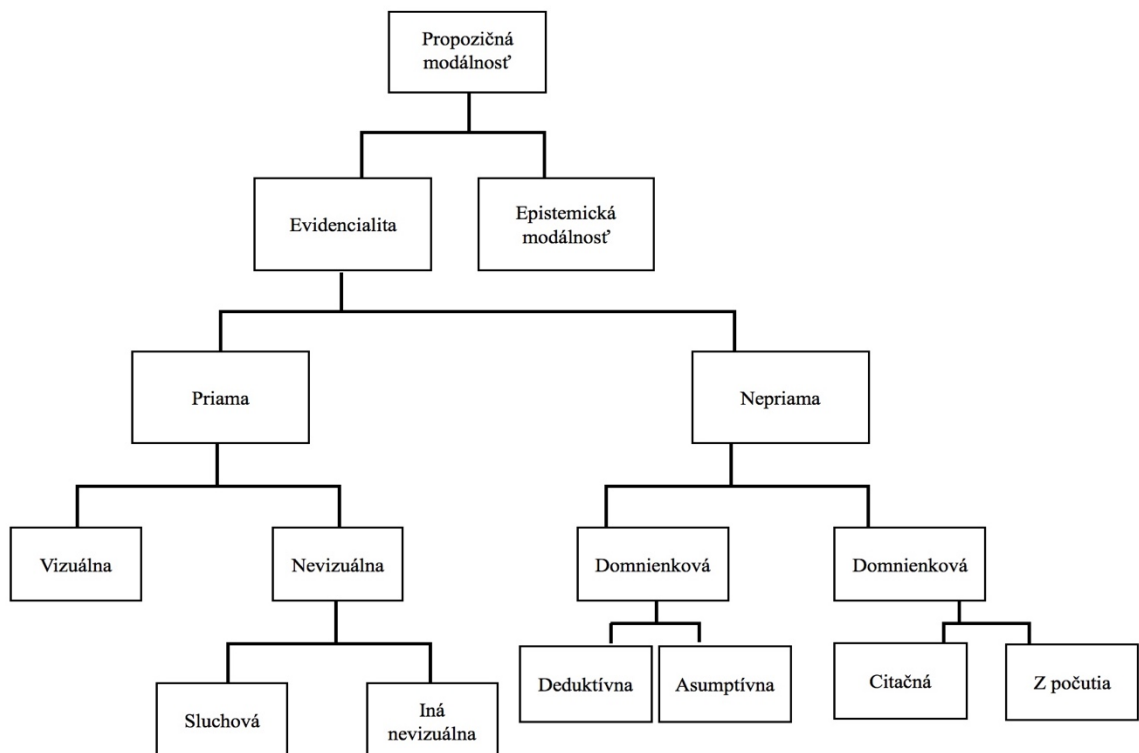 Propozičná
modálnosť
Evidencialita
Epistemická
modálnosť
Priama
Nepriama
Vizuálna
Nevizuálna
Domnienková
Domnienková
Sluchová
Iná
nevizuálna
Deduktívna
Asumptívna
Citačná
Z počutia